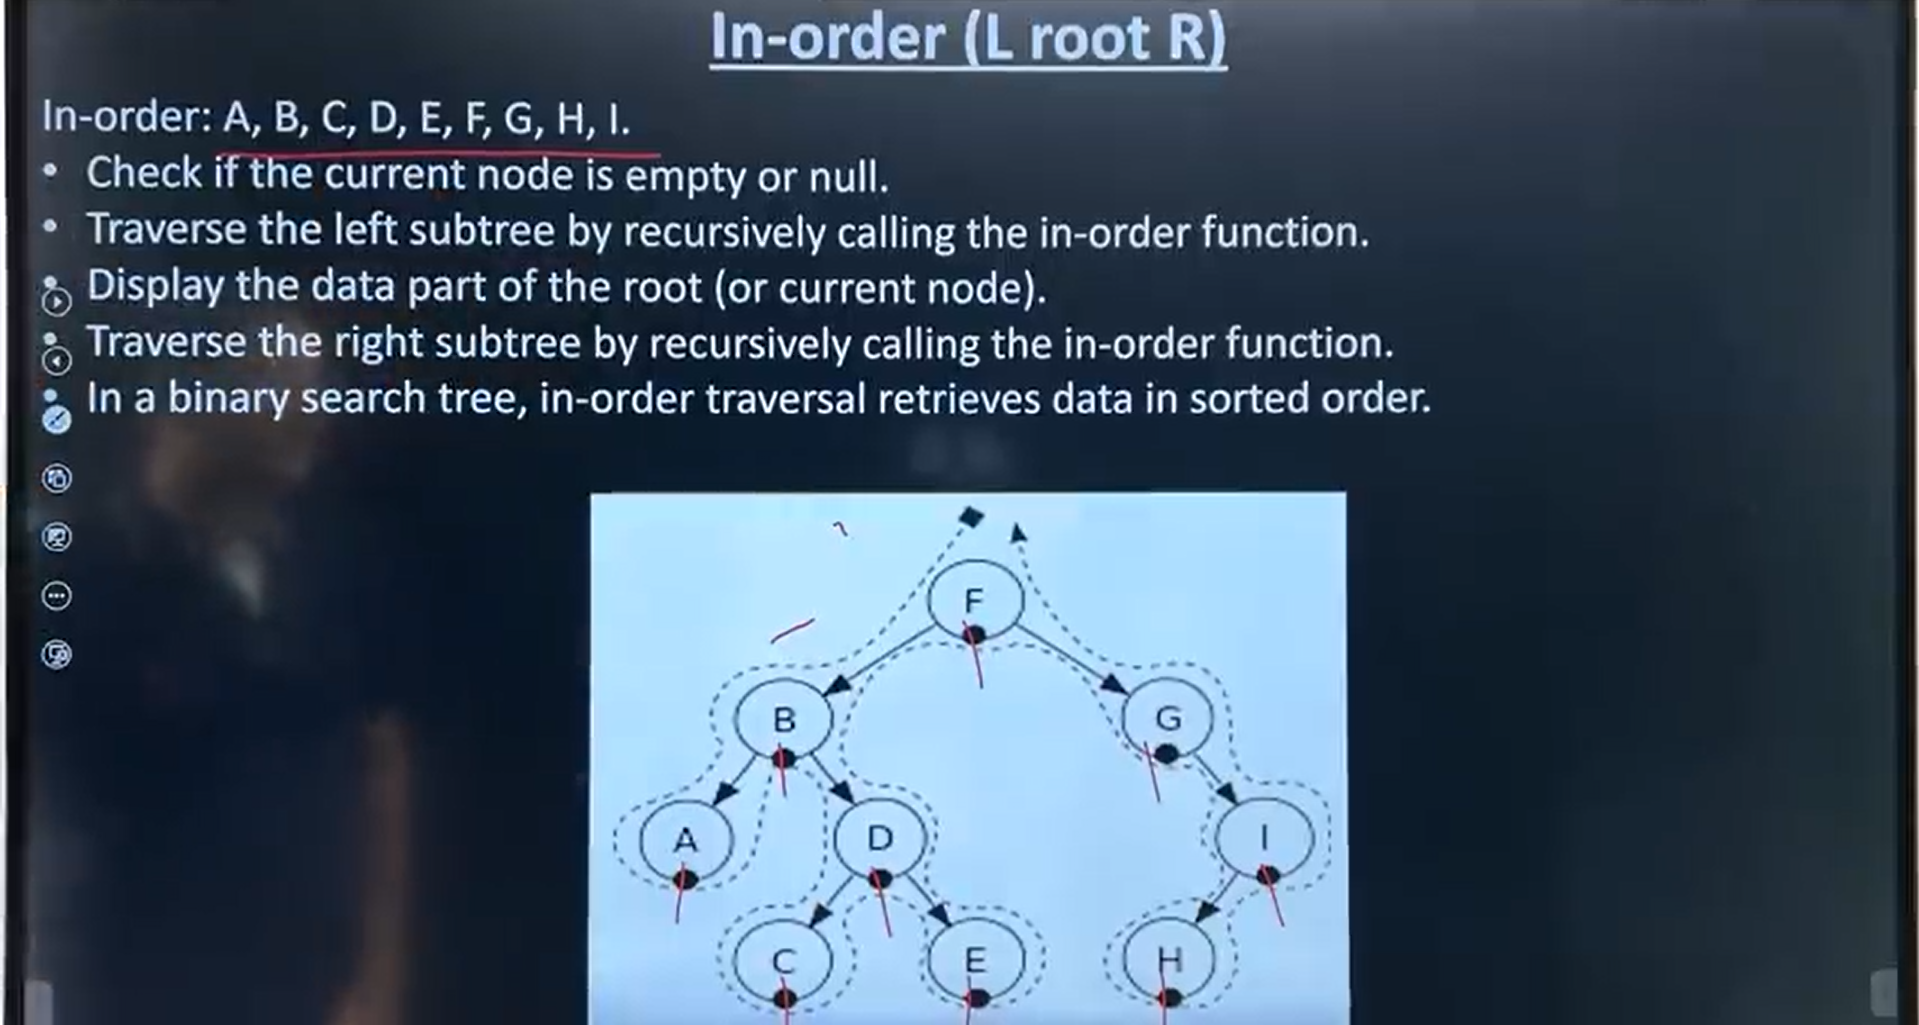 In-order (L root R)
In-order: A, B, C, D, E, F, G, H, I.
• Check if the current node is empty or null.
• Traverse the left subtree by recursively calling the in-order function.
• Display the data part of the root (or current node).
• Traverse the right subtree by recursively calling the in-order function.
• In a binary search tree, in-order traversal retrieves data in sorted order.
F
B G
A D I
C E H